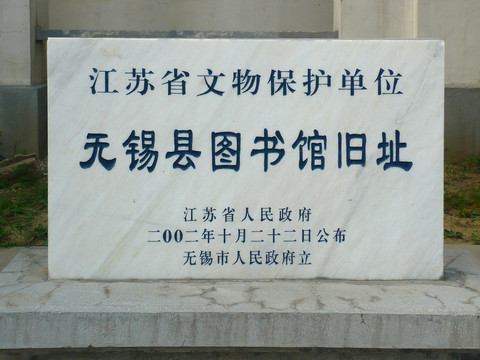 江苏省文物保护单位
无锡县图书馆旧址
江苏省人民政府
二00二年十月二十二日公布
无锡市人民政府立